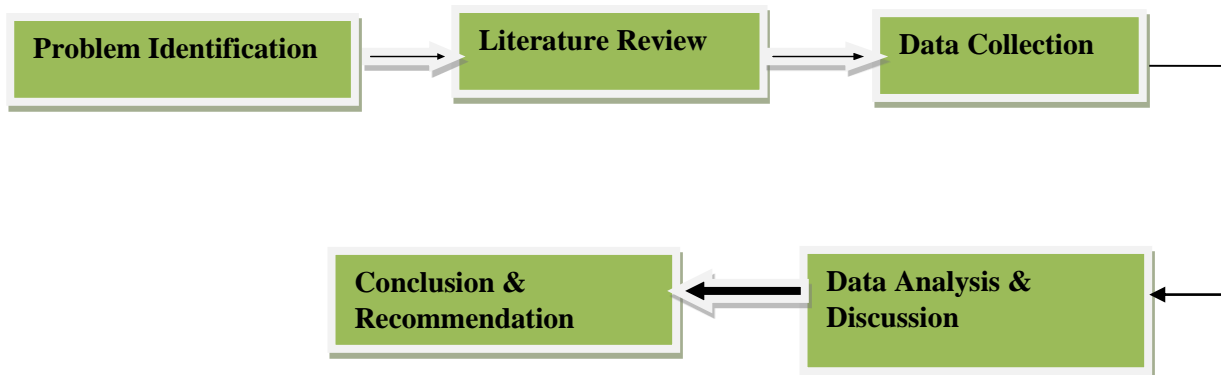 Problem Identification
Literature Review
Data Collection
Data Analysis &
Discussion
Conclusion &
Recommendation